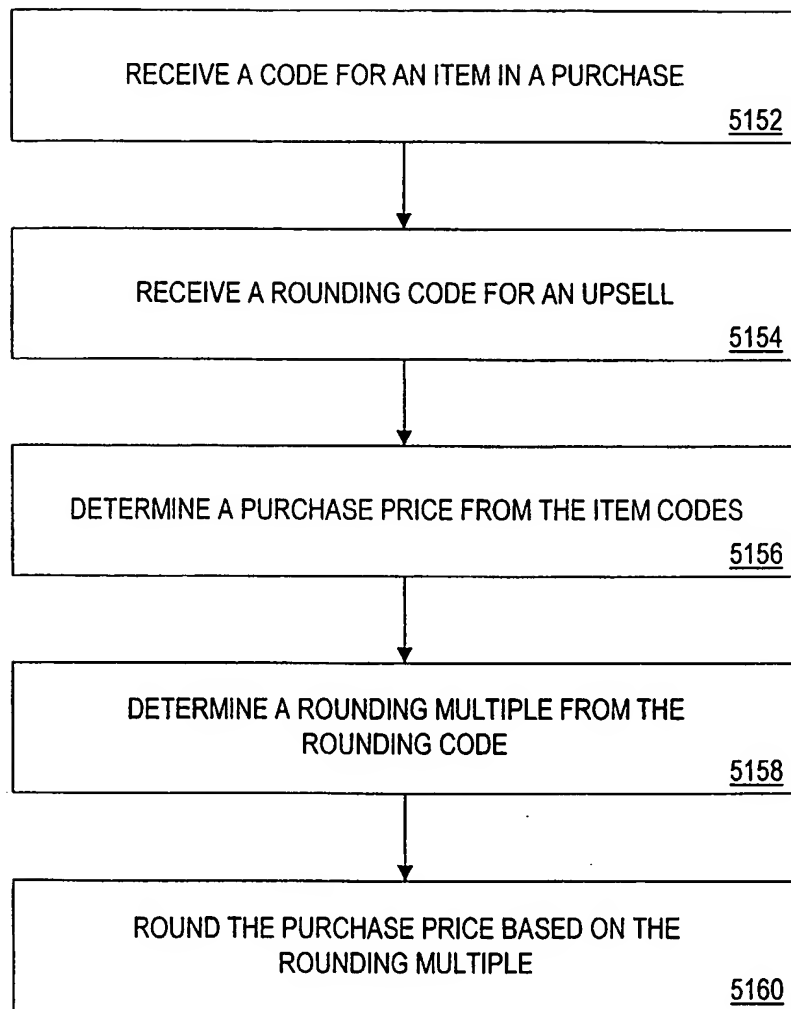 RECEIVE A CODE FOR AN ITEM IN A PURCHASE
5152
RECEIVE A ROUNDING CODE FOR AN UPSELL
5154
DETERMINE A PURCHASE PRICE FROM THE ITEM CODES
5156
DETERMINE A ROUNDING MULTIPLE FROM THE
ROUNDING CODE
5158
ROUND THE PURCHASE PRICE BASED ON THE
ROUNDING MULTIPLE
5160